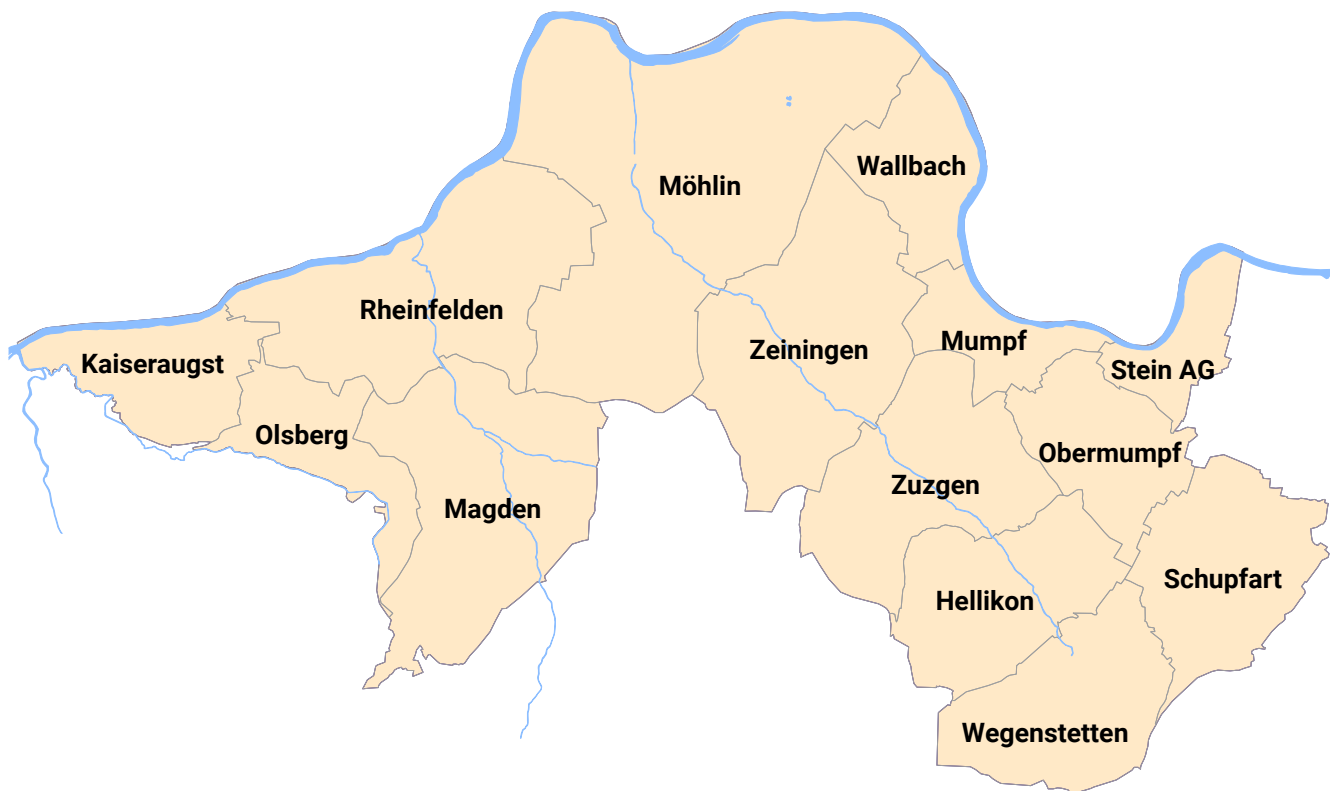 Wallbach
Möhlin
Rheinfelden
Mumpf
Zeiningen
Kaiseraugst
Stein AG
Olsberg
Obermumpf
Zuzgen
Magden
Schupfart
Hellikon
Wegenstetten